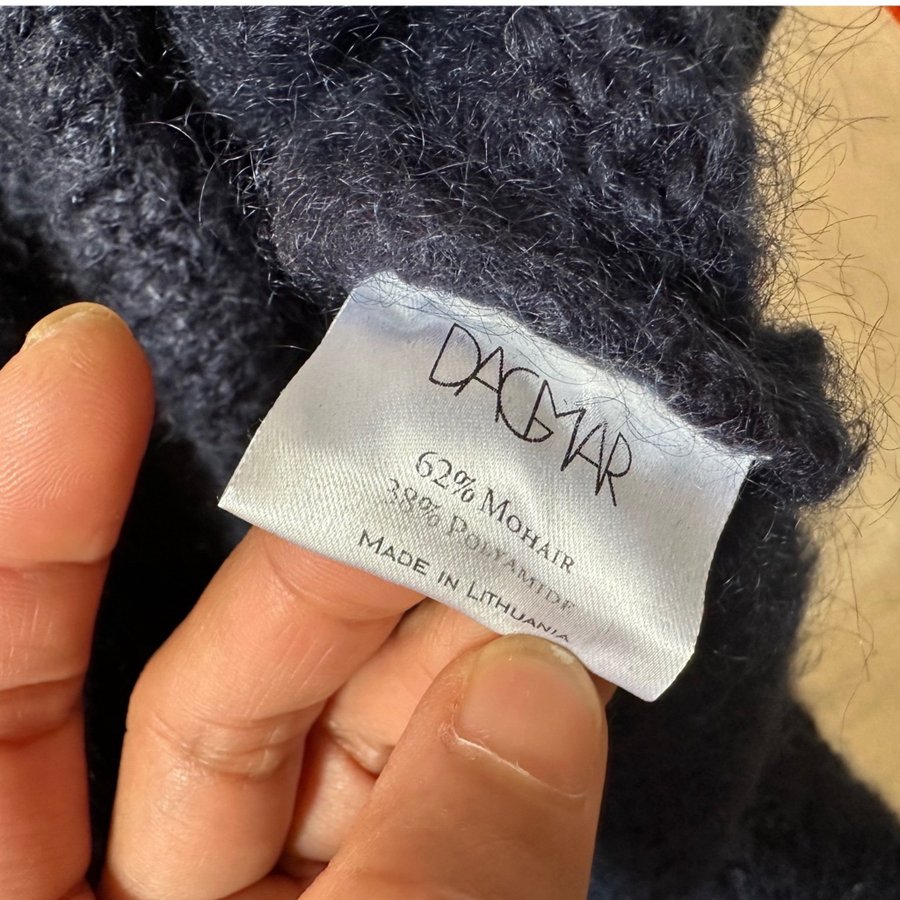 DAGMAR
62% MOHAIR
38% POLYAMIDE
MADE IN LITHUANIA